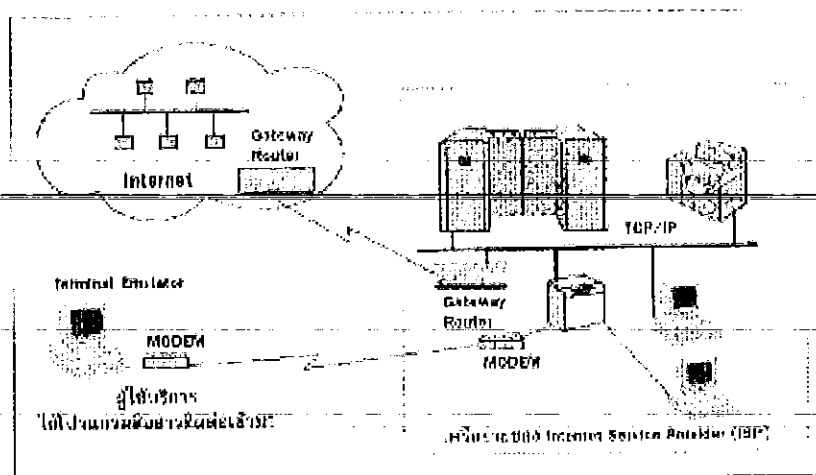 Gateway
Router
Internet
TCP/IP
Terminal Emulator
Gateway
Router
MODEM
MODEM
ผู้ใช้บริการ
Internet Service Provider (ISP)